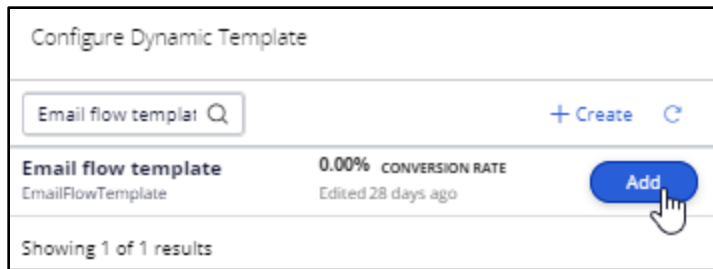 Configure Dynamic Template
Email flow templat
+ Create
Email flow template 0.00% CONVERSION RATE
EmailFlowTemplate Edited 28 days ago
Add
Showing 1 of 1 results